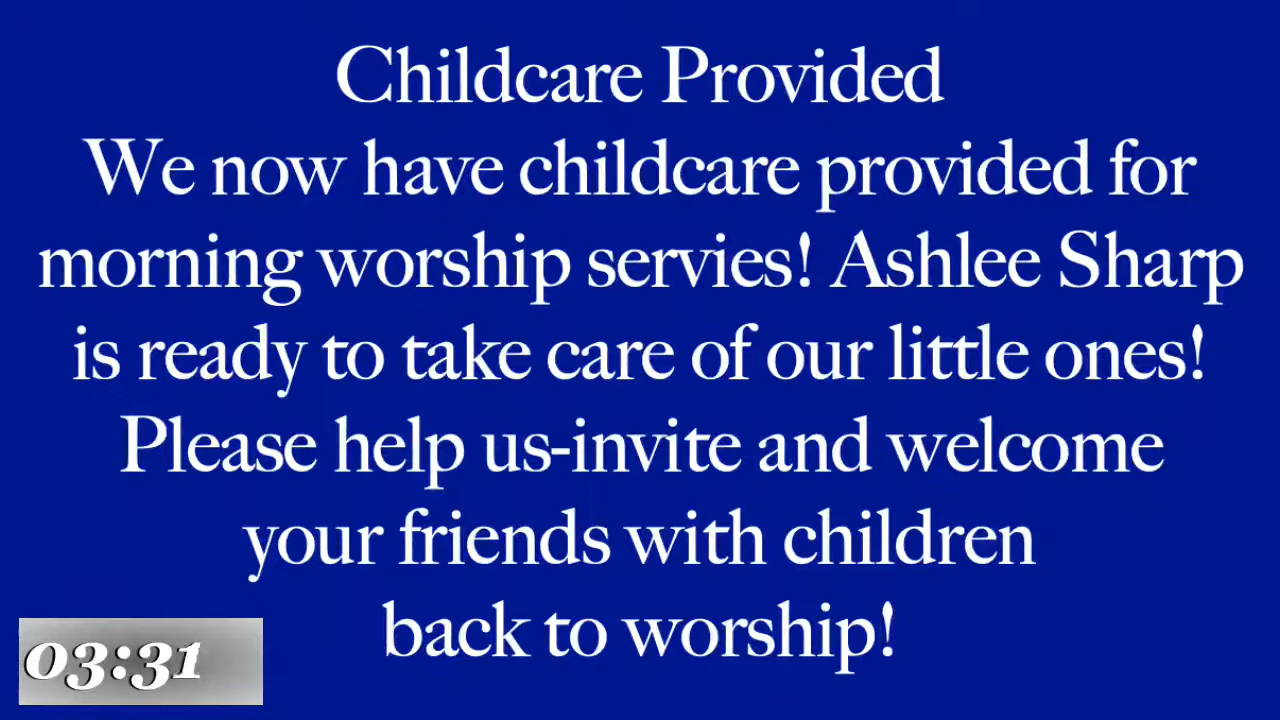 Childcare Provided
We now have childcare provided for
morning worship servies! Ashlee Sharp
is ready to take care of our little ones!
Please help us-invite and welcome
your friends with children
back to worship!
03:31